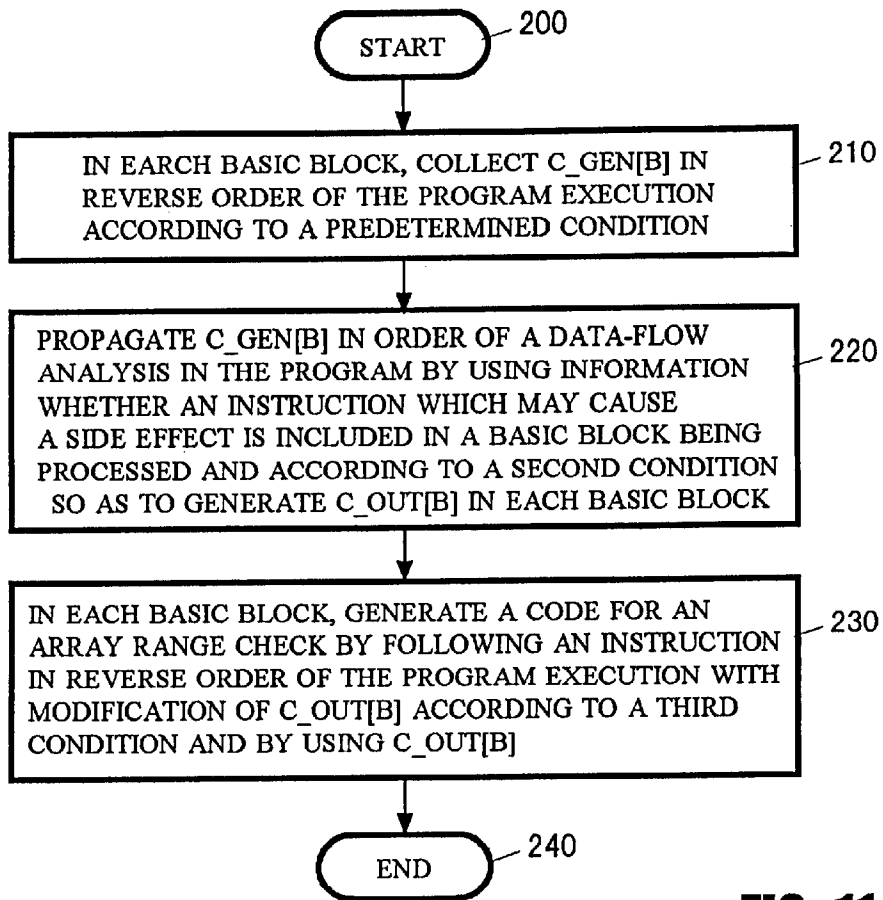 START
200
IN EARCH BASIC BLOCK, COLLECT C_GEN[B] IN
REVERSE ORDER OF THE PROGRAM EXECUTION
ACCORDING TO A PREDETERMINED CONDITION
210
PROPAGATE C_GEN[B] IN ORDER OF A DATA-FLOW
ANALYSIS IN THE PROGRAM BY USING INFORMATION
WHETHER AN INSTRUCTION WHICH MAY CAUSE
A SIDE EFFECT IS INCLUDED IN A BASIC BLOCK BEING
PROCESSED AND ACCORDING TO A SECOND CONDITION
SO AS TO GENERATE C_OUT[B] IN EACH BASIC BLOCK
220
IN EACH BASIC BLOCK, GENERATE A CODE FOR AN
ARRAY RANGE CHECK BY FOLLOWING AN INSTRUCTION
IN REVERSE ORDER OF THE PROGRAM EXECUTION WITH
MODIFICATION OF C_OUT[B] ACCORDING TO A THIRD
CONDITION AND BY USING C_OUT[B]
230
END
240